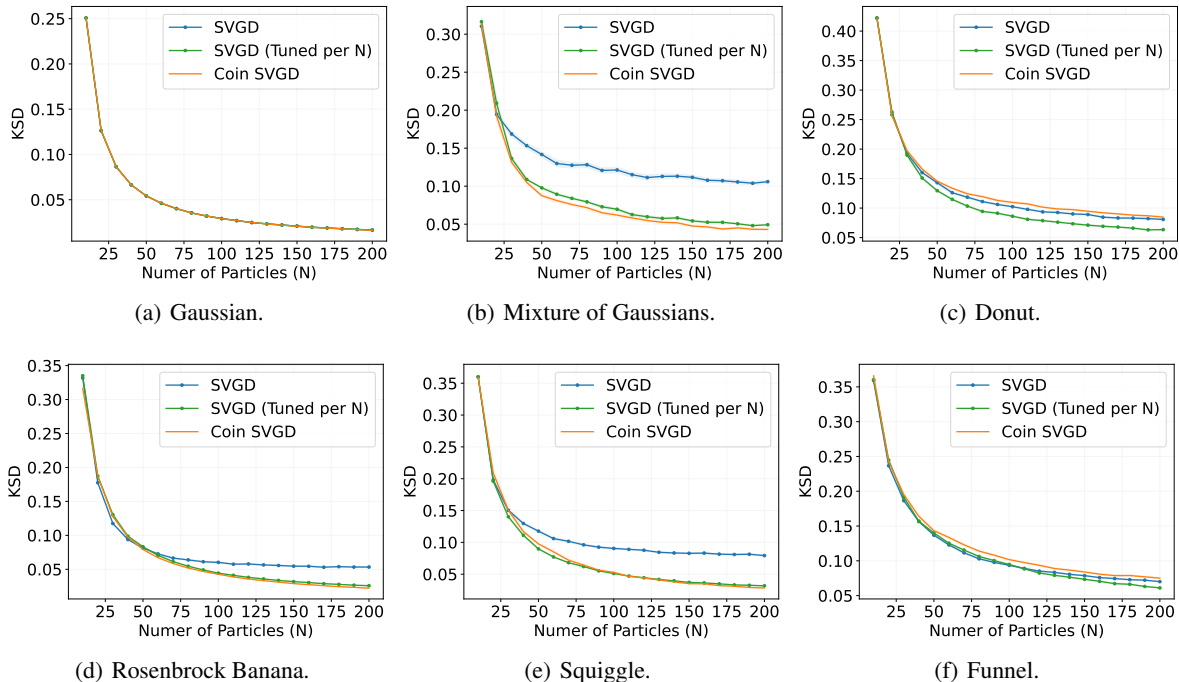 0.25
0.20
0.15
0.10
0.05
KSD
SVGD
SVGD (Tuned per N)
Coin SVGD
25 50 75 100 125 150 175 200
Numer of Particles (N)
(a) Gaussian.
0.30
0.25
0.20
0.15
0.10
0.05
KSD
SVGD
SVGD (Tuned per N)
Coin SVGD
25 50 75 100 125 150 175 200
Numer of Particles (N)
(b) Mixture of Gaussians.
0.40
0.35
0.30
0.25
0.20
0.15
0.10
0.05
KSD
SVGD
SVGD (Tuned per N)
Coin SVGD
25 50 75 100 125 150 175 200
Numer of Particles (N)
(c) Donut.
0.35
0.30
0.25
0.20
0.15
0.10
0.05
KSD
SVGD
SVGD (Tuned per N)
Coin SVGD
25 50 75 100 125 150 175 200
Numer of Particles (N)
(d) Rosenbrock Banana.
0.35
0.30
0.25
0.20
0.15
0.10
0.05
KSD
SVGD
SVGD (Tuned per N)
Coin SVGD
25 50 75 100 125 150 175 200
Numer of Particles (N)
(e) Squiggle.
0.35
0.30
0.25
0.20
0.15
0.10
0.05
KSD
SVGD
SVGD (Tuned per N)
Coin SVGD
25 50 75 100 125 150 175 200
Numer of Particles (N)
(f) Funnel.